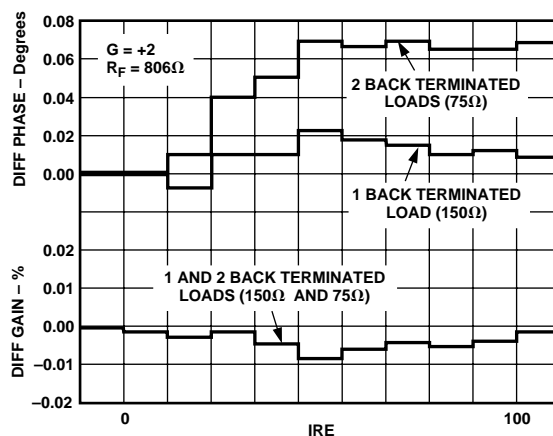 DIFF PHASE – Degrees
0.08
0.06
0.04
0.02
0.00
G = +2
RF = 806Ω
2 BACK TERMINATED
LOADS (75Ω)
1 BACK TERMINATED
LOAD (150Ω)
DIFF GAIN – %
0.02
0.01
0.00
–0.01
–0.02
1 AND 2 BACK TERMINATED
LOADS (150Ω AND 75Ω)
0
IRE
100